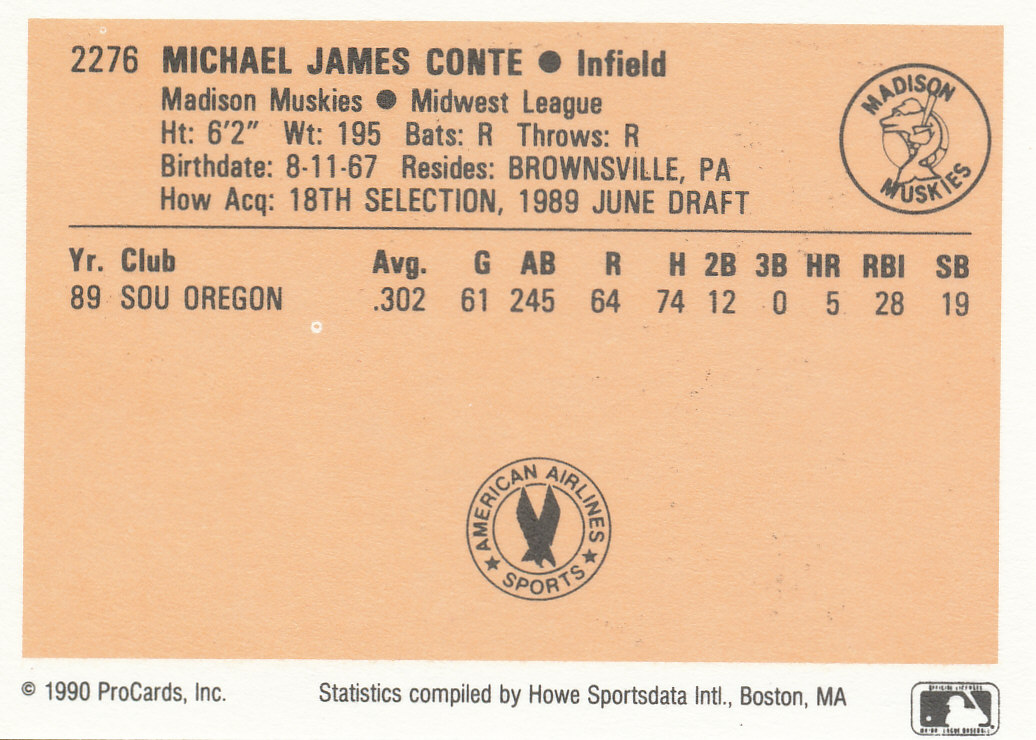 2276 MICHAEL JAMES CONTE ● Infield
Madison Muskies ● Midwest League
Ht: 6'2" Wt: 195 Bats: R Throws: R
Birthdate: 8-11-67 Resides: BROWNSVILLE, PA
How Acq: 18TH SELECTION, 1989 JUNE DRAFT
MADISON
MUSKIES
Yr. Club Avg. G AB R H 2B 3B HR RBI SB
89 SOU OREGON .302 61 245 64 74 12 0 5 28 19
AMERICAN AIRLINES
★ SPORTS ★
© 1990 ProCards, Inc. Statistics compiled by Howe Sportsdata Intl., Boston, MA